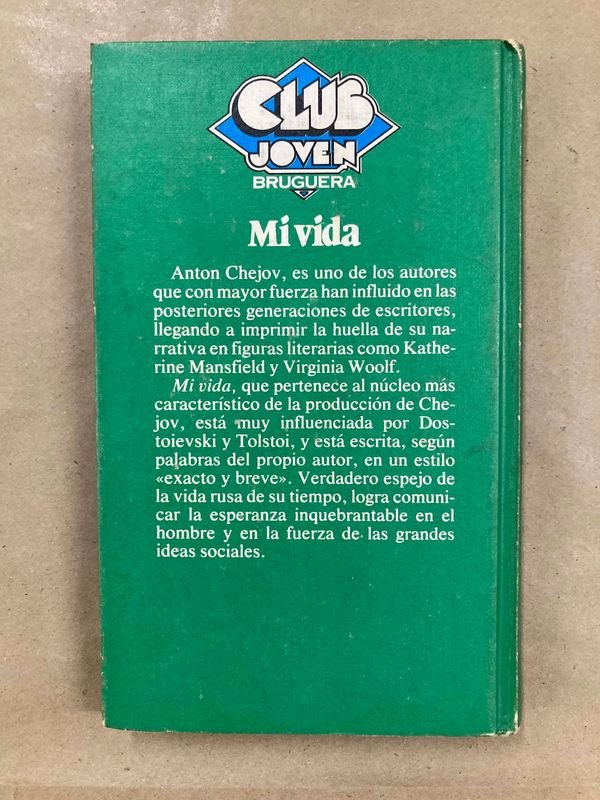 CLUB
JOVEN
BRUGUERA
Mi vida
Anton Chejov, es uno de los autores
que con mayor fuerza han influido en las
posteriores generaciones de escritores,
llegando a imprimir la huella de su na-
rrativa en figuras literarias como Kathe-
rine Mansfield y Virginia Woolf.
Mi vida, que pertenece al núcleo más
característico de la producción de Che-
jov, está muy influenciada por Dos-
toievski y Tolstoi, y está escrita, según
palabras del propio autor, en un estilo
«exacto y breve». Verdadero espejo de
la vida rusa de su tiempo, logra comuni-
car la esperanza inquebrantable en el
hombre y en la fuerza de las grandes
ideas sociales.